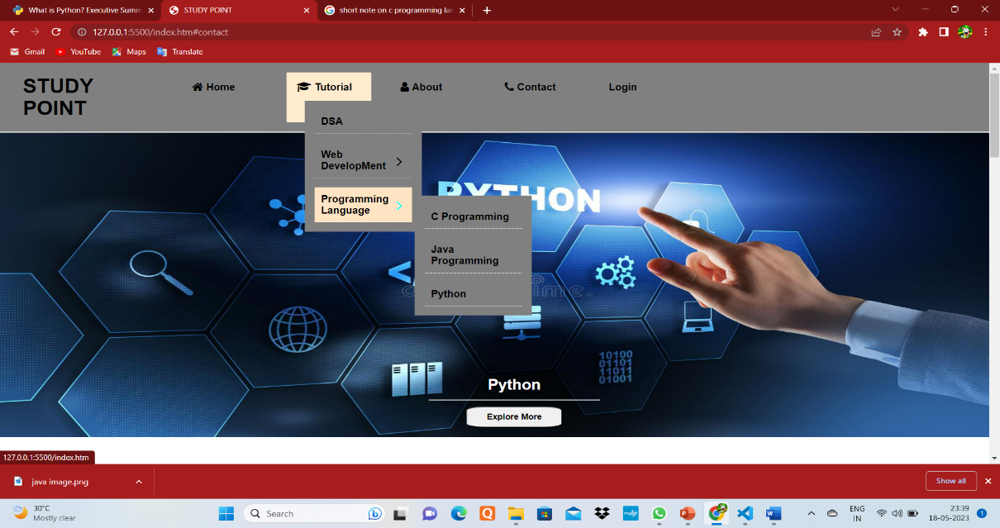 What is Python? Executive Summ
STUDY POINT
short note on c programming lan
127.0.0.1:5500/index.htm#contact
Gmail
YouTube
Maps
Translate
STUDY
POINT
Home
Tutorial
About
Contact
Login
DSA
Web
DevelopMent
Programming
Language
C Programming
Java
Programming
Python
PYTHON
10100
01101
11011
01001
Python
Explore More
127.0.0.1:5500/index.htm
java image.png
Show all
30°C
Mostly clear
Search
ENG
IN
23:39
18-05-2023
1